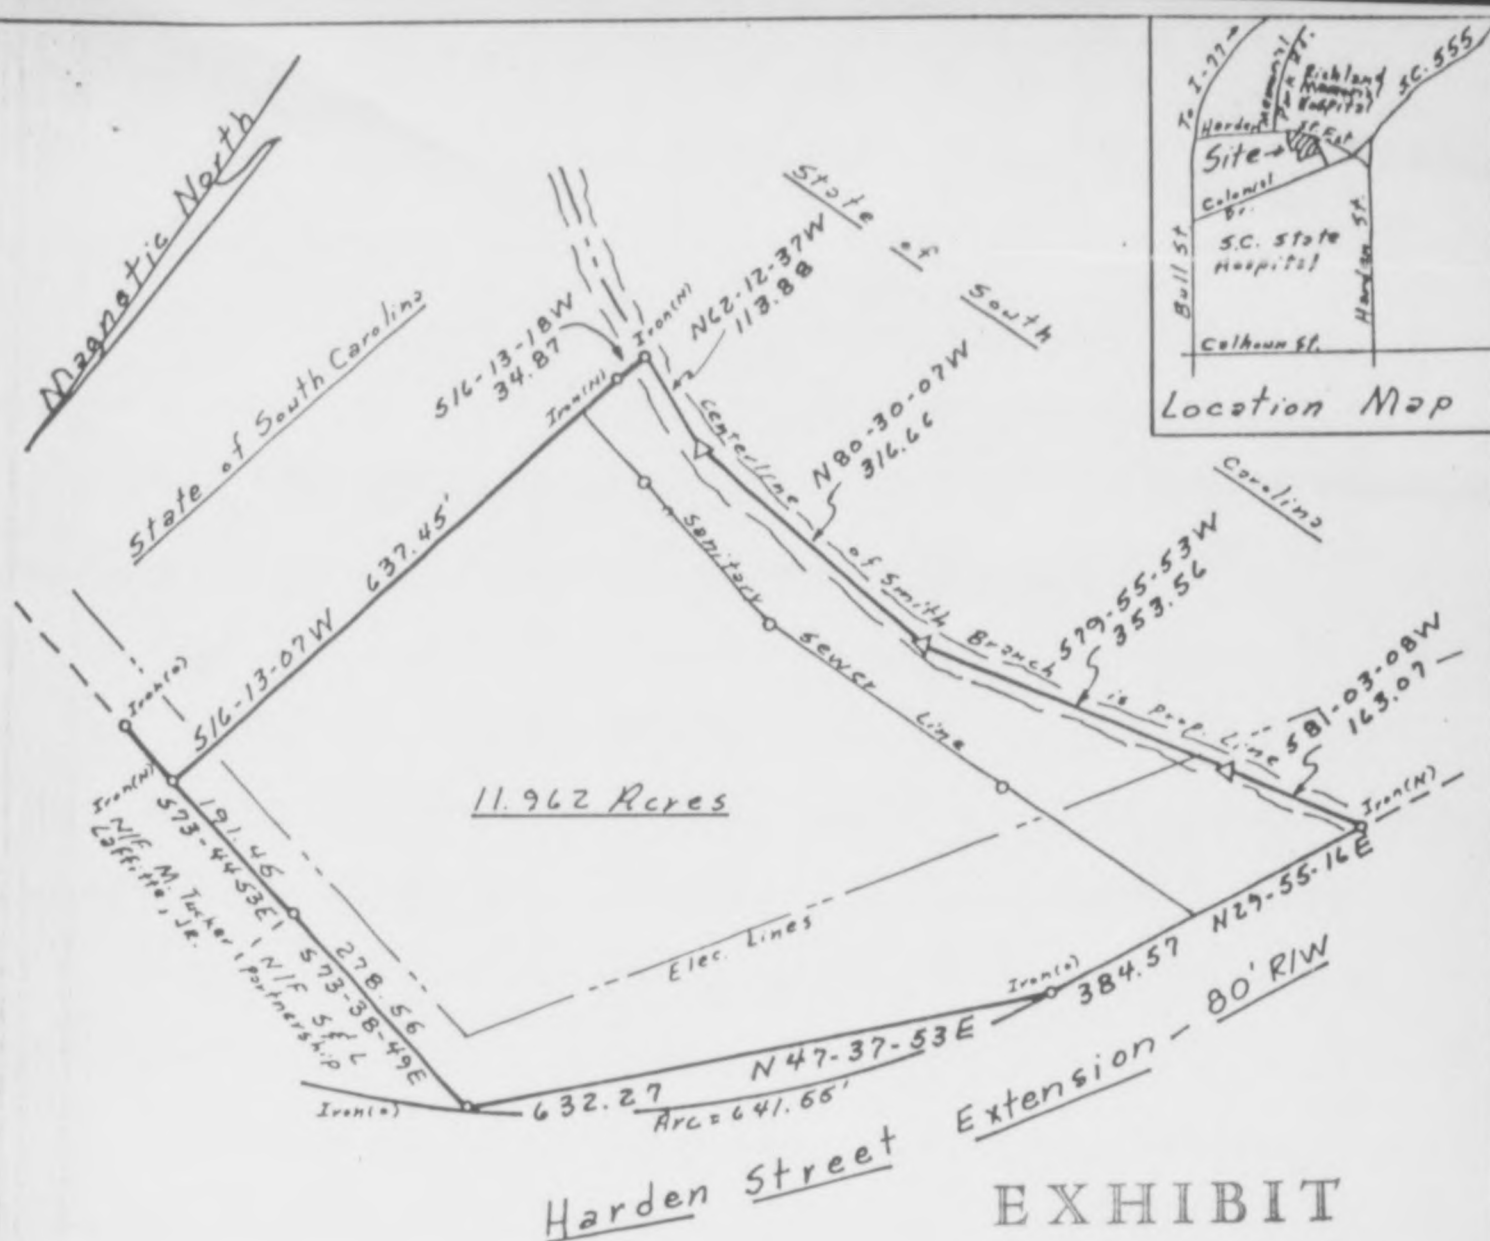 Magnetic North
State of South Carolina
State of South Carolina
S16-13-18W
34.87
Iron(N)
Iron(N)
N62-12-37W
113.88
N80-30-07W
316.66
S79-55-53W
353.56
S81-03-08W
163.07
Iron(N)
centerline of Smith Branch is prop. Line
Sanitary Sewer Line
S16-13-07W 637.45'
Iron(o)
Iron(N)
191.46
S73-44-53E
N/F M. Tucker
Laffitte, JR.
278.56
S73-38-49E
N/F S & L
Partnership
11.962 Acres
Elec. Lines
Iron(o)
384.57 N29-55-16E
Iron(o)
632.27 N47-37-53E
Arc = 641.66'
Harden Street Extension - 80' R/W
EXHIBIT
To I-77
Memorial
Park
Richland
Memorial
Hospital
S.C. 555
Harden
Site
Colonial
Dr.
S.C. State
Hospital
Bull St.
Harden St.
Calhoun St.
Location Map